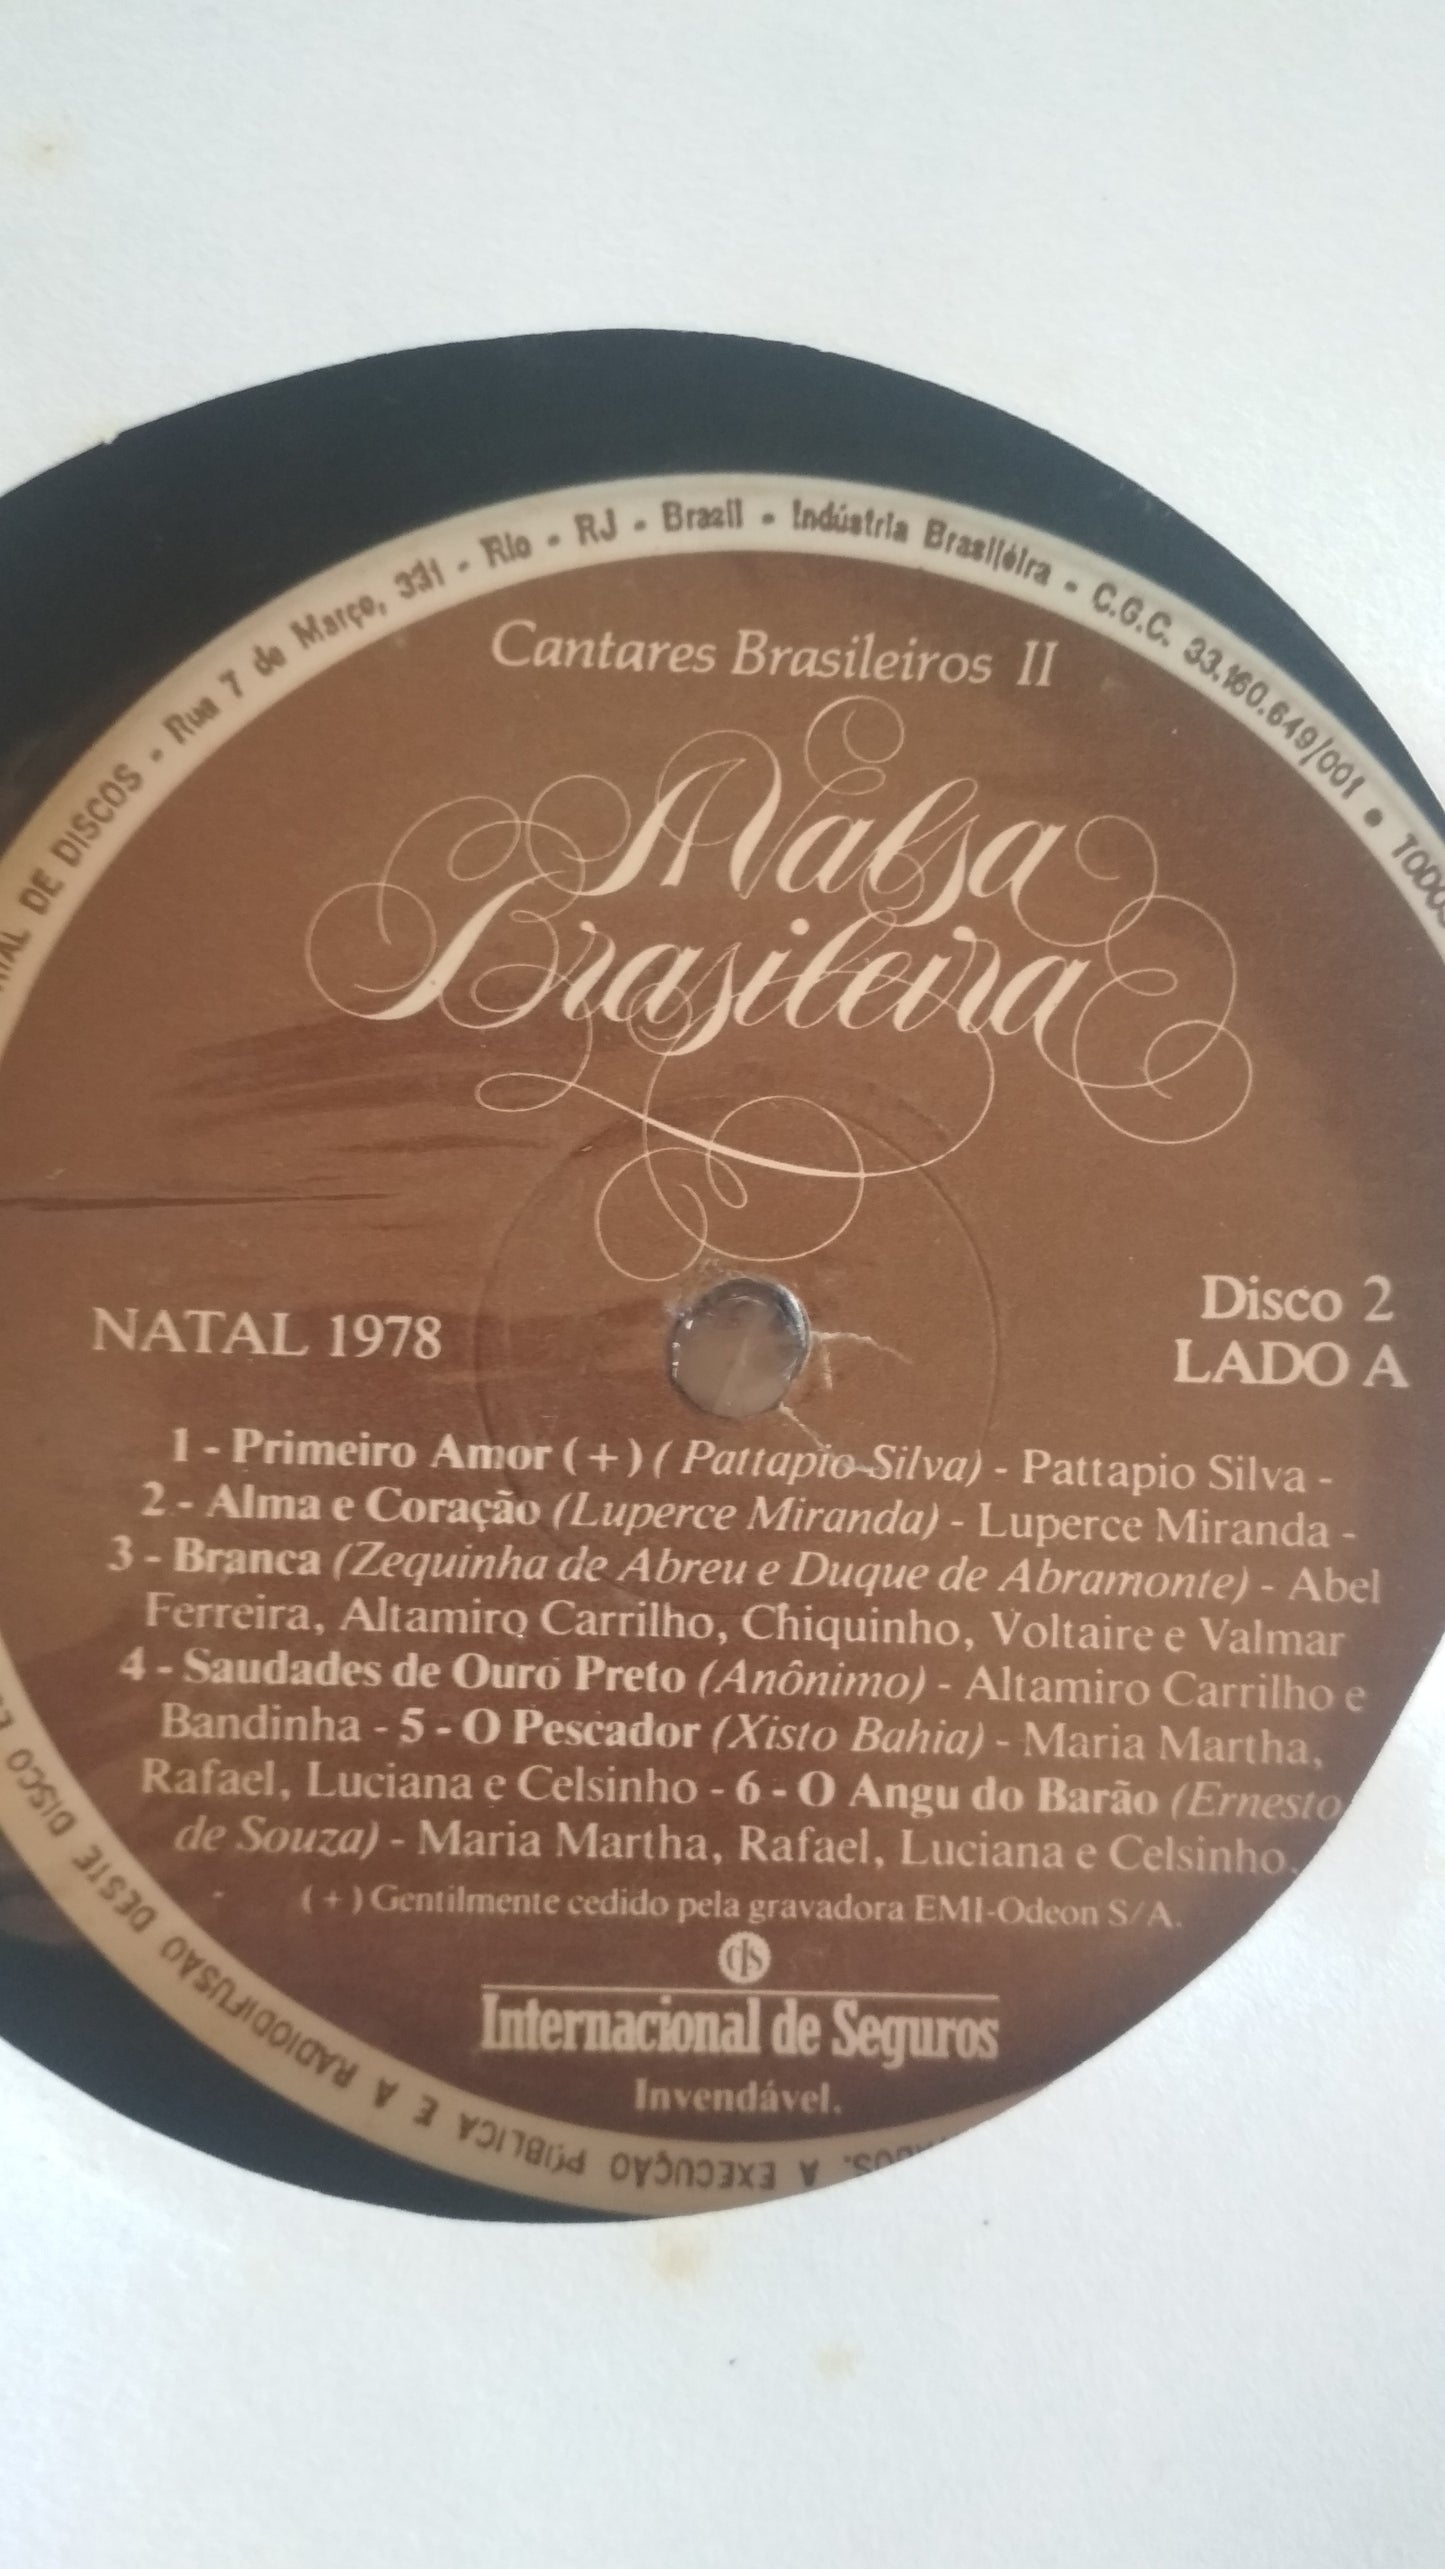 DE DISCOS • Rua 7 de Março, 331 - Rio • RJ • Brazil • Indústria Brasiléira • C.G.C. 33.160.649/001 •
Cantares Brasileiros II
A Valsa
Brasileira
NATAL 1978
Disco 2
LADO A
1 - Primeiro Amor (+) ( Pattapio Silva) - Pattapio Silva -
2 - Alma e Coração (Luperce Miranda) - Luperce Miranda -
3 - Branca (Zequinha de Abreu e Duque de Abramonte) - Abel
Ferreira, Altamiro Carrilho, Chiquinho, Voltaire e Valmar
4 - Saudades de Ouro Preto (Anônimo) - Altamiro Carrilho e
Bandinha - 5 - O Pescador (Xisto Bahia) - Maria Martha,
Rafael, Luciana e Celsinho - 6 - O Angu do Barão (Ernesto
de Souza) - Maria Martha, Rafael, Luciana e Celsinho.
(+) Gentilmente cedido pela gravadora EMI-Odeon S/A.
Internacional de Seguros
Invendável.
A EXECUÇÃO PÚBLICA E A RADIODIFUSÃO DESTE DISCO